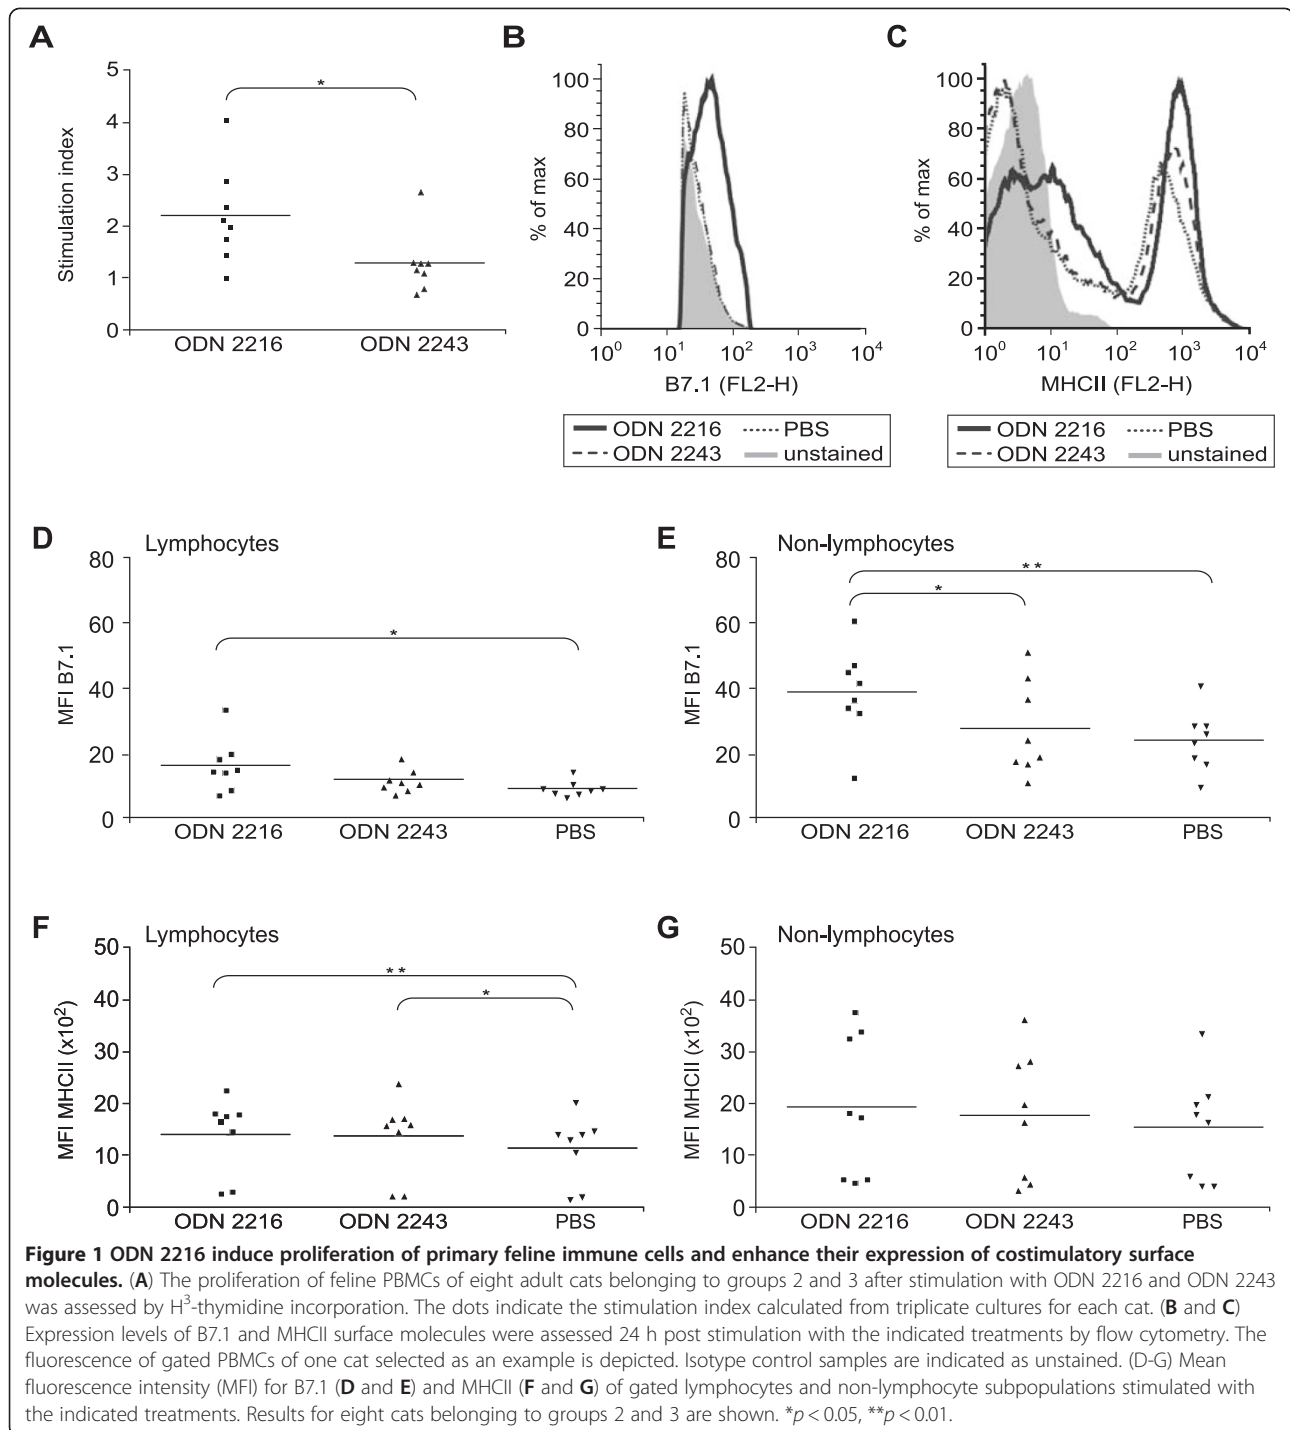 A
5
4
3
2
1
0
Stimulation index
*
ODN 2216 ODN 2243
B
100
80
60
40
20
0
% of max
10⁰ 10¹ 10² 10³ 10⁴
B7.1 (FL2-H)
ODN 2216 PBS
ODN 2243 unstained
C
100
80
60
40
20
0
% of max
10⁰ 10¹ 10² 10³ 10⁴
MHCII (FL2-H)
ODN 2216 PBS
ODN 2243 unstained
D Lymphocytes
80
60
40
20
0
MFI B7.1
*
ODN 2216 ODN 2243 PBS
E Non-lymphocytes
80
60
40
20
0
MFI B7.1
**
*
ODN 2216 ODN 2243 PBS
F Lymphocytes
50
40
30
20
10
0
MFI MHCII (x10²)
**
*
ODN 2216 ODN 2243 PBS
G Non-lymphocytes
50
40
30
20
10
0
MFI MHCII (x10²)
ODN 2216 ODN 2243 PBS
Figure 1 ODN 2216 induce proliferation of primary feline immune cells and enhance their expression of costimulatory surface
molecules. (A) The proliferation of feline PBMCs of eight adult cats belonging to groups 2 and 3 after stimulation with ODN 2216 and ODN 2243
was assessed by H³-thymidine incorporation. The dots indicate the stimulation index calculated from triplicate cultures for each cat. (B and C)
Expression levels of B7.1 and MHCII surface molecules were assessed 24 h post stimulation with the indicated treatments by flow cytometry. The
fluorescence of gated PBMCs of one cat selected as an example is depicted. Isotype control samples are indicated as unstained. (D-G) Mean
fluorescence intensity (MFI) for B7.1 (D and E) and MHCII (F and G) of gated lymphocytes and non-lymphocyte subpopulations stimulated with
the indicated treatments. Results for eight cats belonging to groups 2 and 3 are shown. *p < 0.05, **p < 0.01.